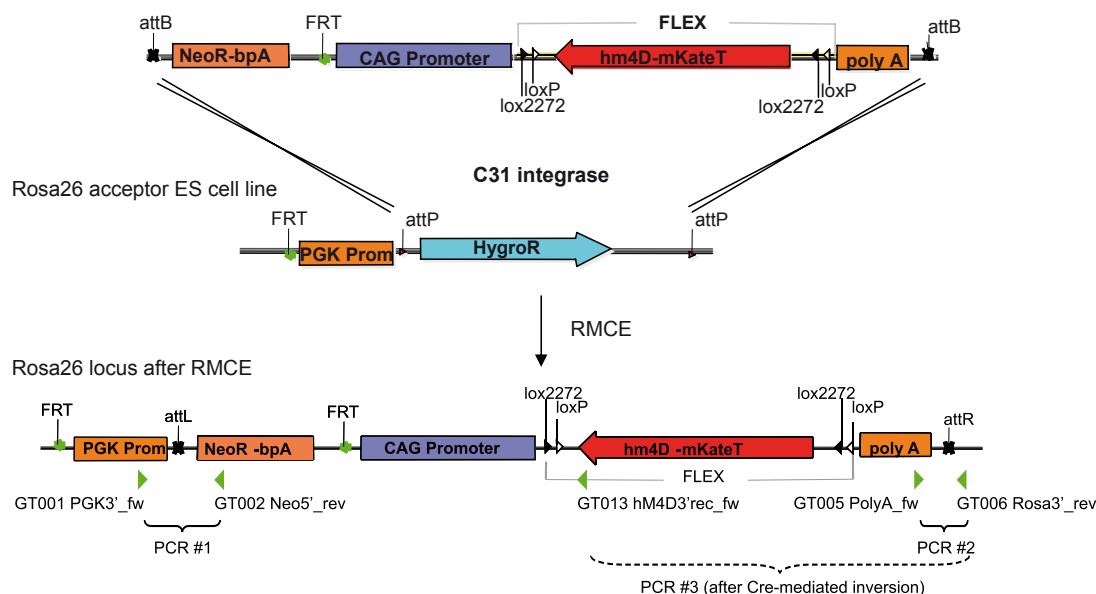 attB
NeoR-bpA
FRT
CAG Promoter
FLEX
hm4D-mKateT
poly A
attB
loxP
lox2272
loxP
lox2272
C31 integrase
Rosa26 acceptor ES cell line
FRT
PGK Prom
attP
HygroR
attP
RMCE
Rosa26 locus after RMCE
FRT
PGK Prom
attL
NeoR -bpA
FRT
CAG Promoter
lox2272
loxP
hm4D -mKateT
lox2272
loxP
poly A
attR
FLEX
GT001 PGK3’_fw
GT002 Neo5’_rev
GT013 hM4D3’rec_fw
GT005 PolyA_fw
GT006 Rosa3’_rev
PCR #1
PCR #2
PCR #3 (after Cre-mediated inversion)